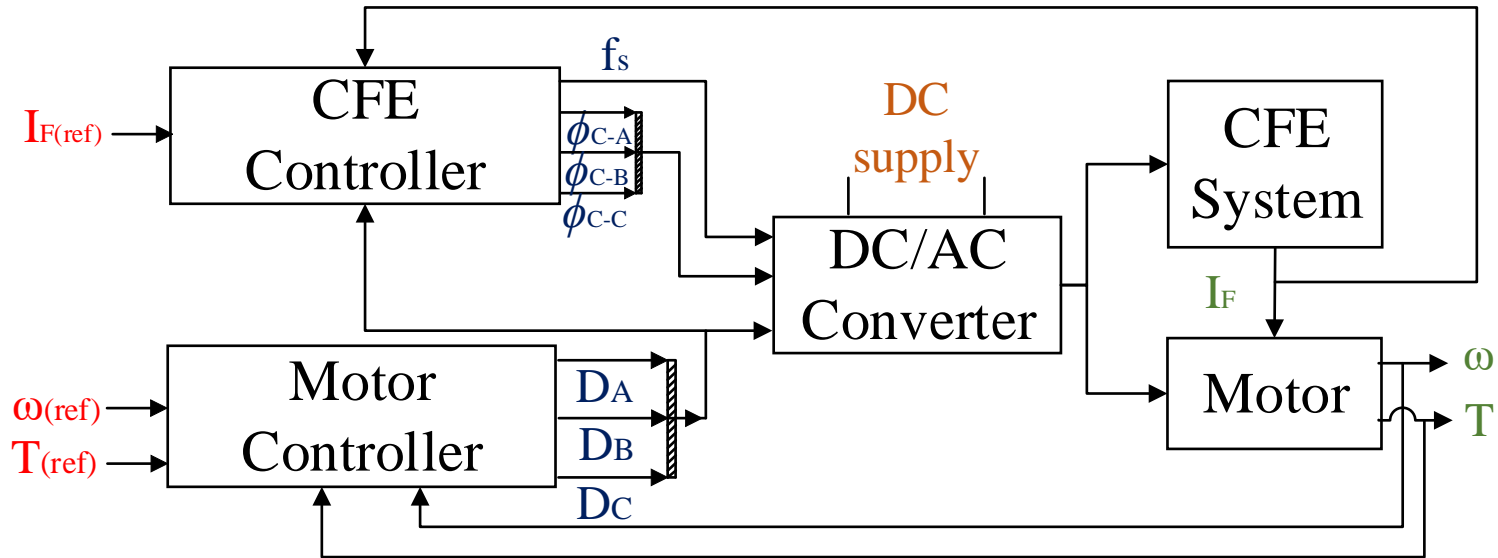 fs
CFE
Controller
IF(ref)
ϕC-A
ϕC-B
ϕC-C
DC
supply
CFE
System
DC/AC
Converter
IF
Motor
Controller
ω(ref)
T(ref)
DA
DB
DC
Motor
ω
T